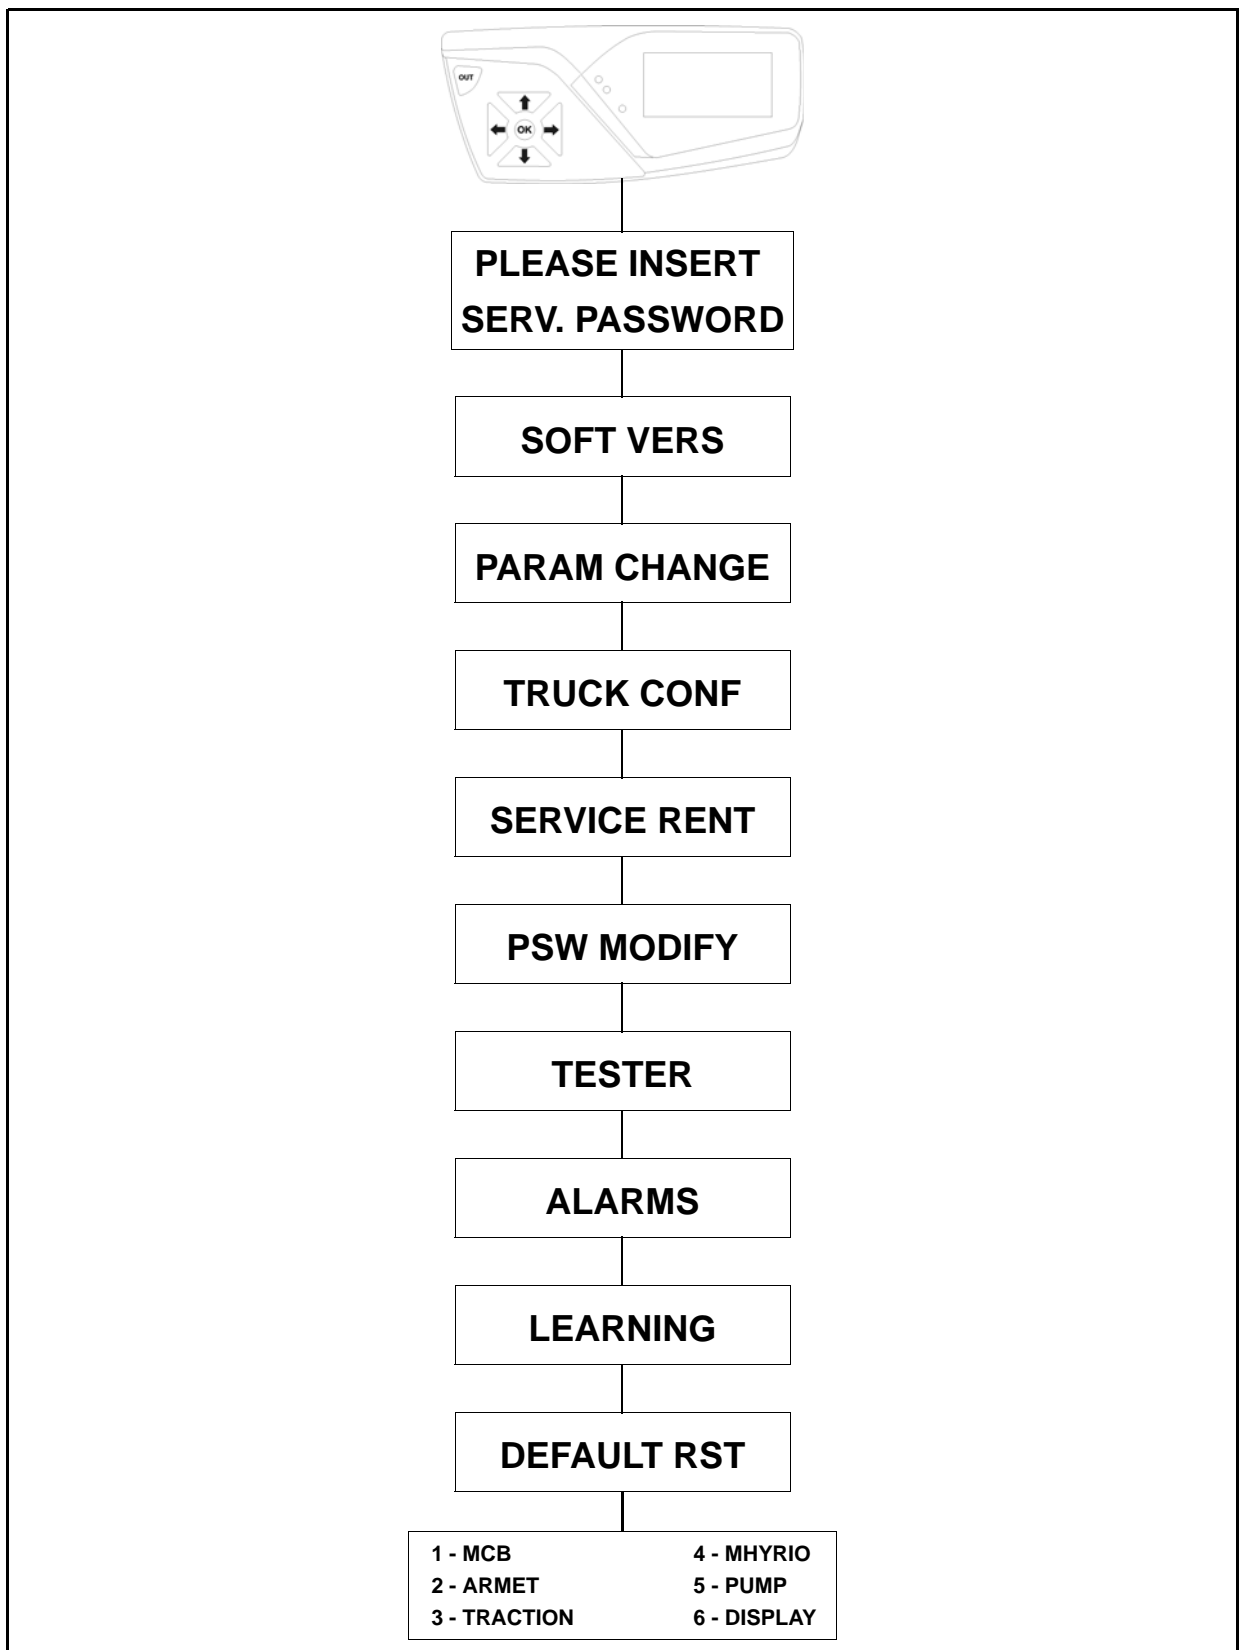 OUT
OK
PLEASE INSERT
SERV. PASSWORD
SOFT VERS
PARAM CHANGE
TRUCK CONF
SERVICE RENT
PSW MODIFY
TESTER
ALARMS
LEARNING
DEFAULT RST
1 - MCB
2 - ARMET
3 - TRACTION
4 - MHYRIO
5 - PUMP
6 - DISPLAY